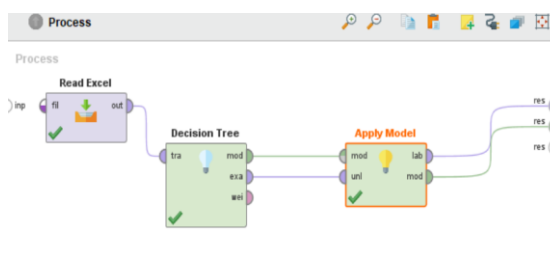 Process
Process
Read Excel
inp
fil
out
Decision Tree
tra
mod
exa
wei
Apply Model
mod
lab
unl
mod
res
res
res